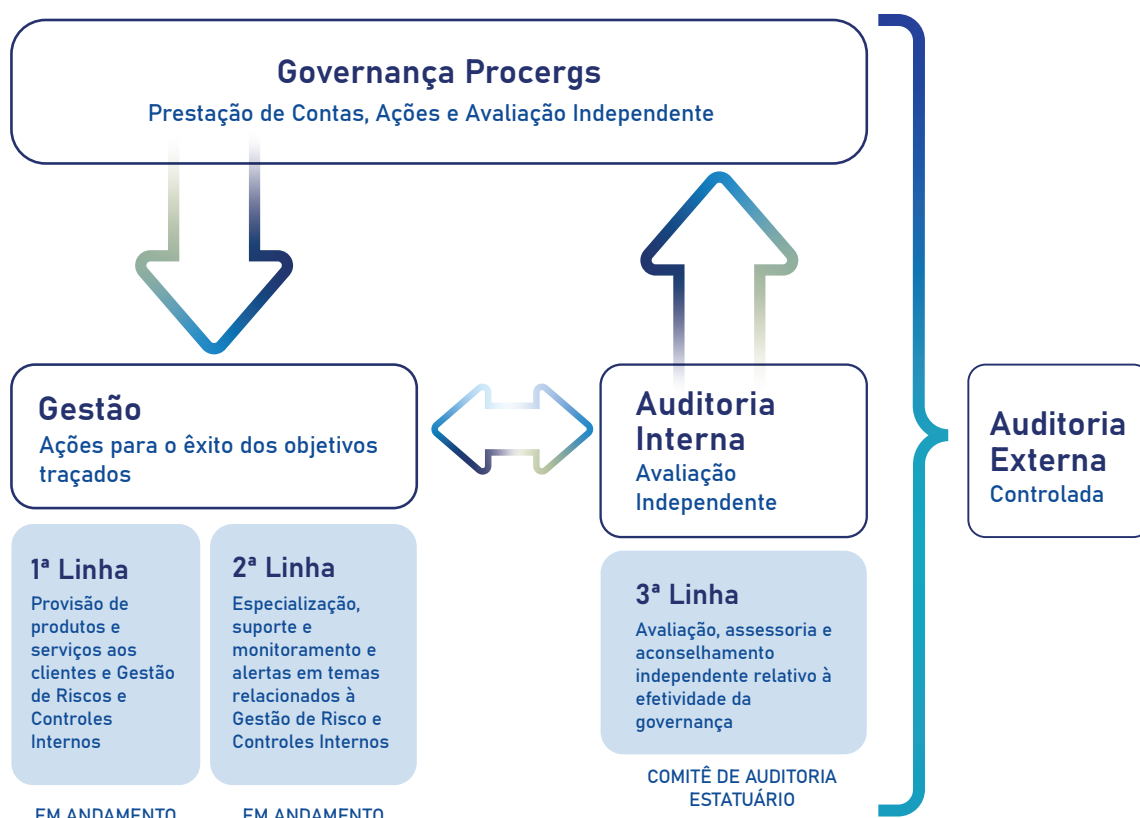 Governança Procergs
Prestação de Contas, Ações e Avaliação Independente
Gestão
Ações para o êxito dos objetivos
traçados
Auditoria
Interna
Avaliação
Independente
Auditoria
Externa
Controlada
1ª Linha
Provisão de
produtos e
serviços aos
clientes e Gestão
de Riscos e
Controles
Internos
2ª Linha
Especialização,
suporte e
monitoramento e
alertas em temas
relacionados à
Gestão de Risco e
Controles Internos
3ª Linha
Avaliação, assessoria e
aconselhamento
independente relativo à
efetividade da
governança
COMITÊ DE AUDITORIA
ESTATUÁRIO
EM ANDAMENTO
EM ANDAMENTO